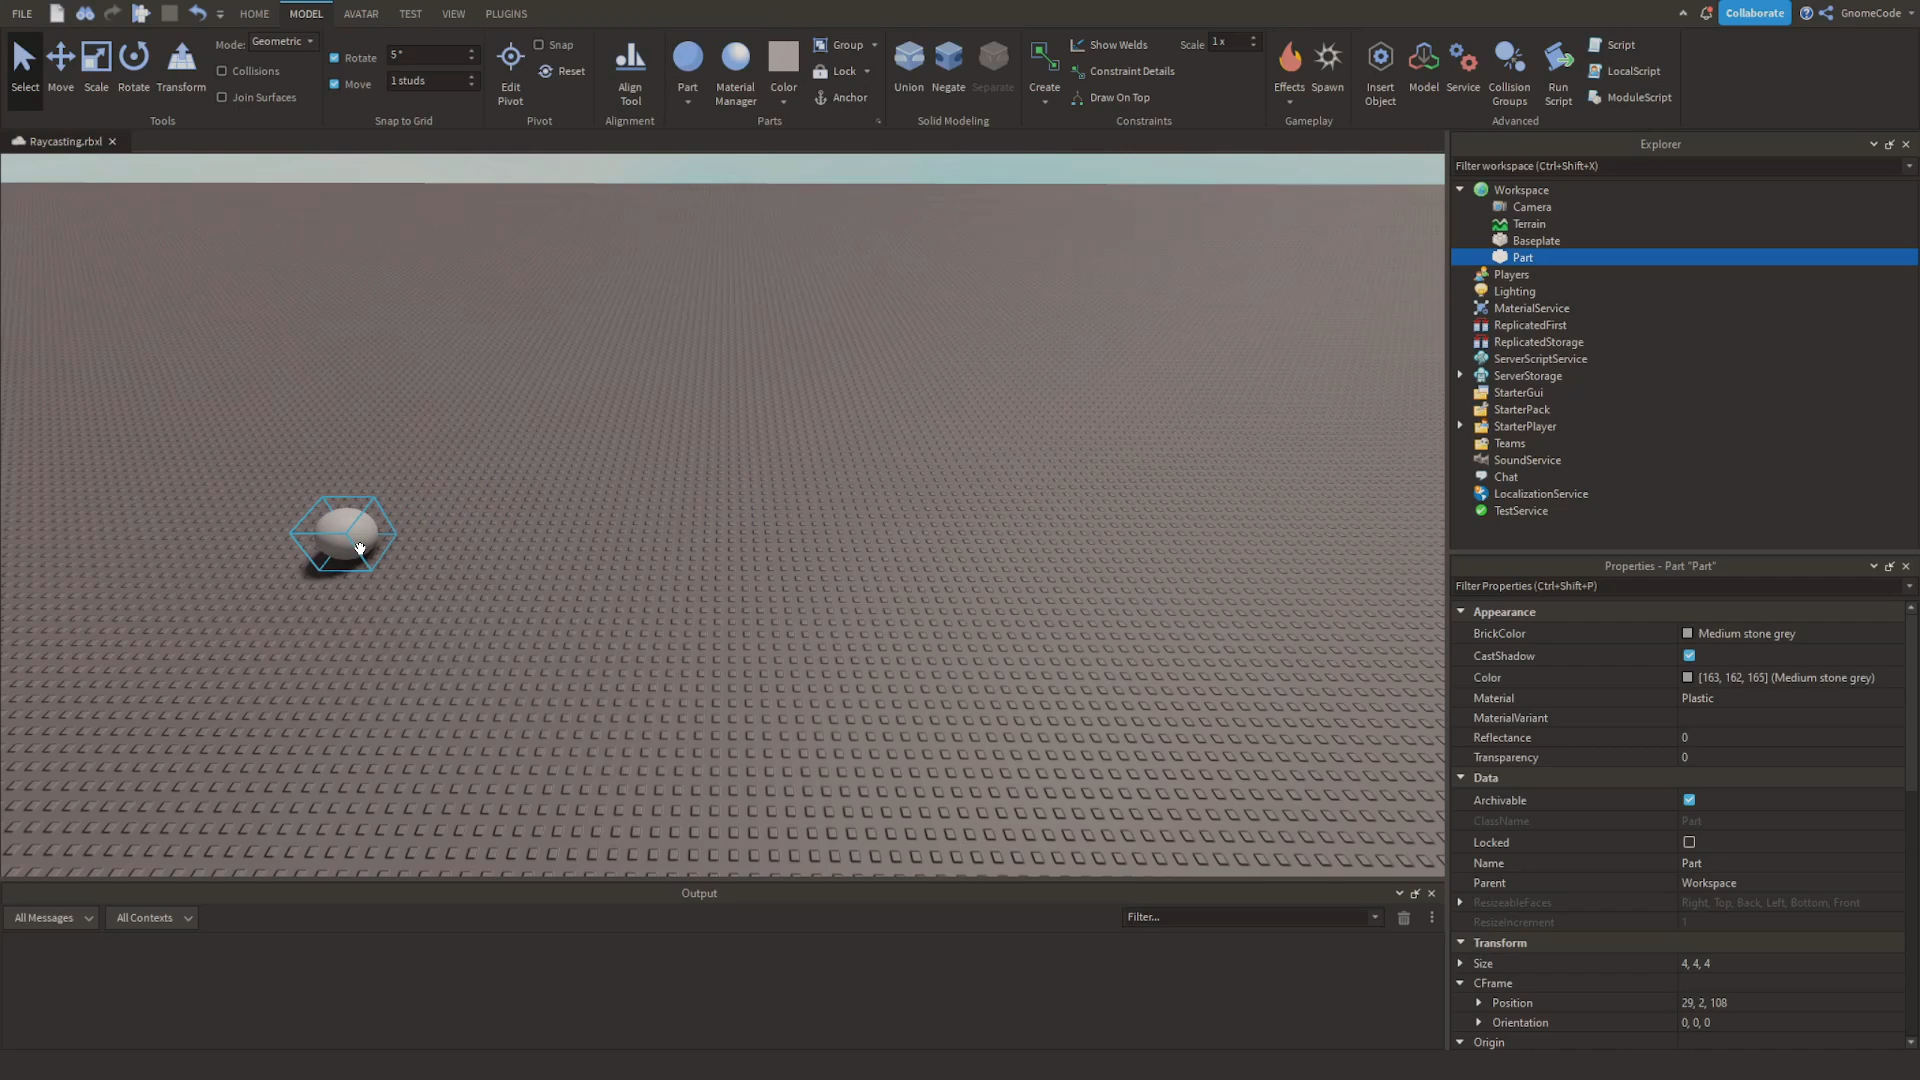 FILE HOME MODEL AVATAR TEST VIEW PLUGINS Collaborate GnomeCode
Select Move Scale Rotate Transform
Mode: Geometric
Collisions
Join Surfaces
Tools
Rotate 5°
Move 1 studs
Snap to Grid
Edit Pivot
Snap
Reset
Pivot
Align Tool
Alignment
Part
Material Manager
Color
Group
Lock
Anchor
Parts
Union Negate Separate
Solid Modeling
Create
Show Welds
Constraint Details
Draw On Top
Scale 1x
Constraints
Effects Spawn
Gameplay
Insert Object
Model
Service
Collision Groups
Run Script
Script
LocalScript
ModuleScript
Advanced
Raycasting.rbxl
Explorer
Filter workspace (Ctrl+Shift+X)
Workspace
Camera
Terrain
Baseplate
Part
Players
Lighting
MaterialService
ReplicatedFirst
ReplicatedStorage
ServerScriptService
ServerStorage
StarterGui
StarterPack
StarterPlayer
Teams
SoundService
Chat
LocalizationService
TestService
Properties - Part "Part"
Filter Properties (Ctrl+Shift+P)
Appearance
BrickColor Medium stone grey
CastShadow
Color [163, 162, 165] (Medium stone grey)
Material Plastic
MaterialVariant
Reflectance 0
Transparency 0
Data
Archivable
ClassName Part
Locked
Name Part
Parent Workspace
ResizeableFaces Right, Top, Back, Left, Bottom, Front
ResizeIncrement 1
Transform
Size 4, 4, 4
CFrame
Position 29, 2, 108
Orientation 0, 0, 0
Origin
Output
All Messages All Contexts Filter...